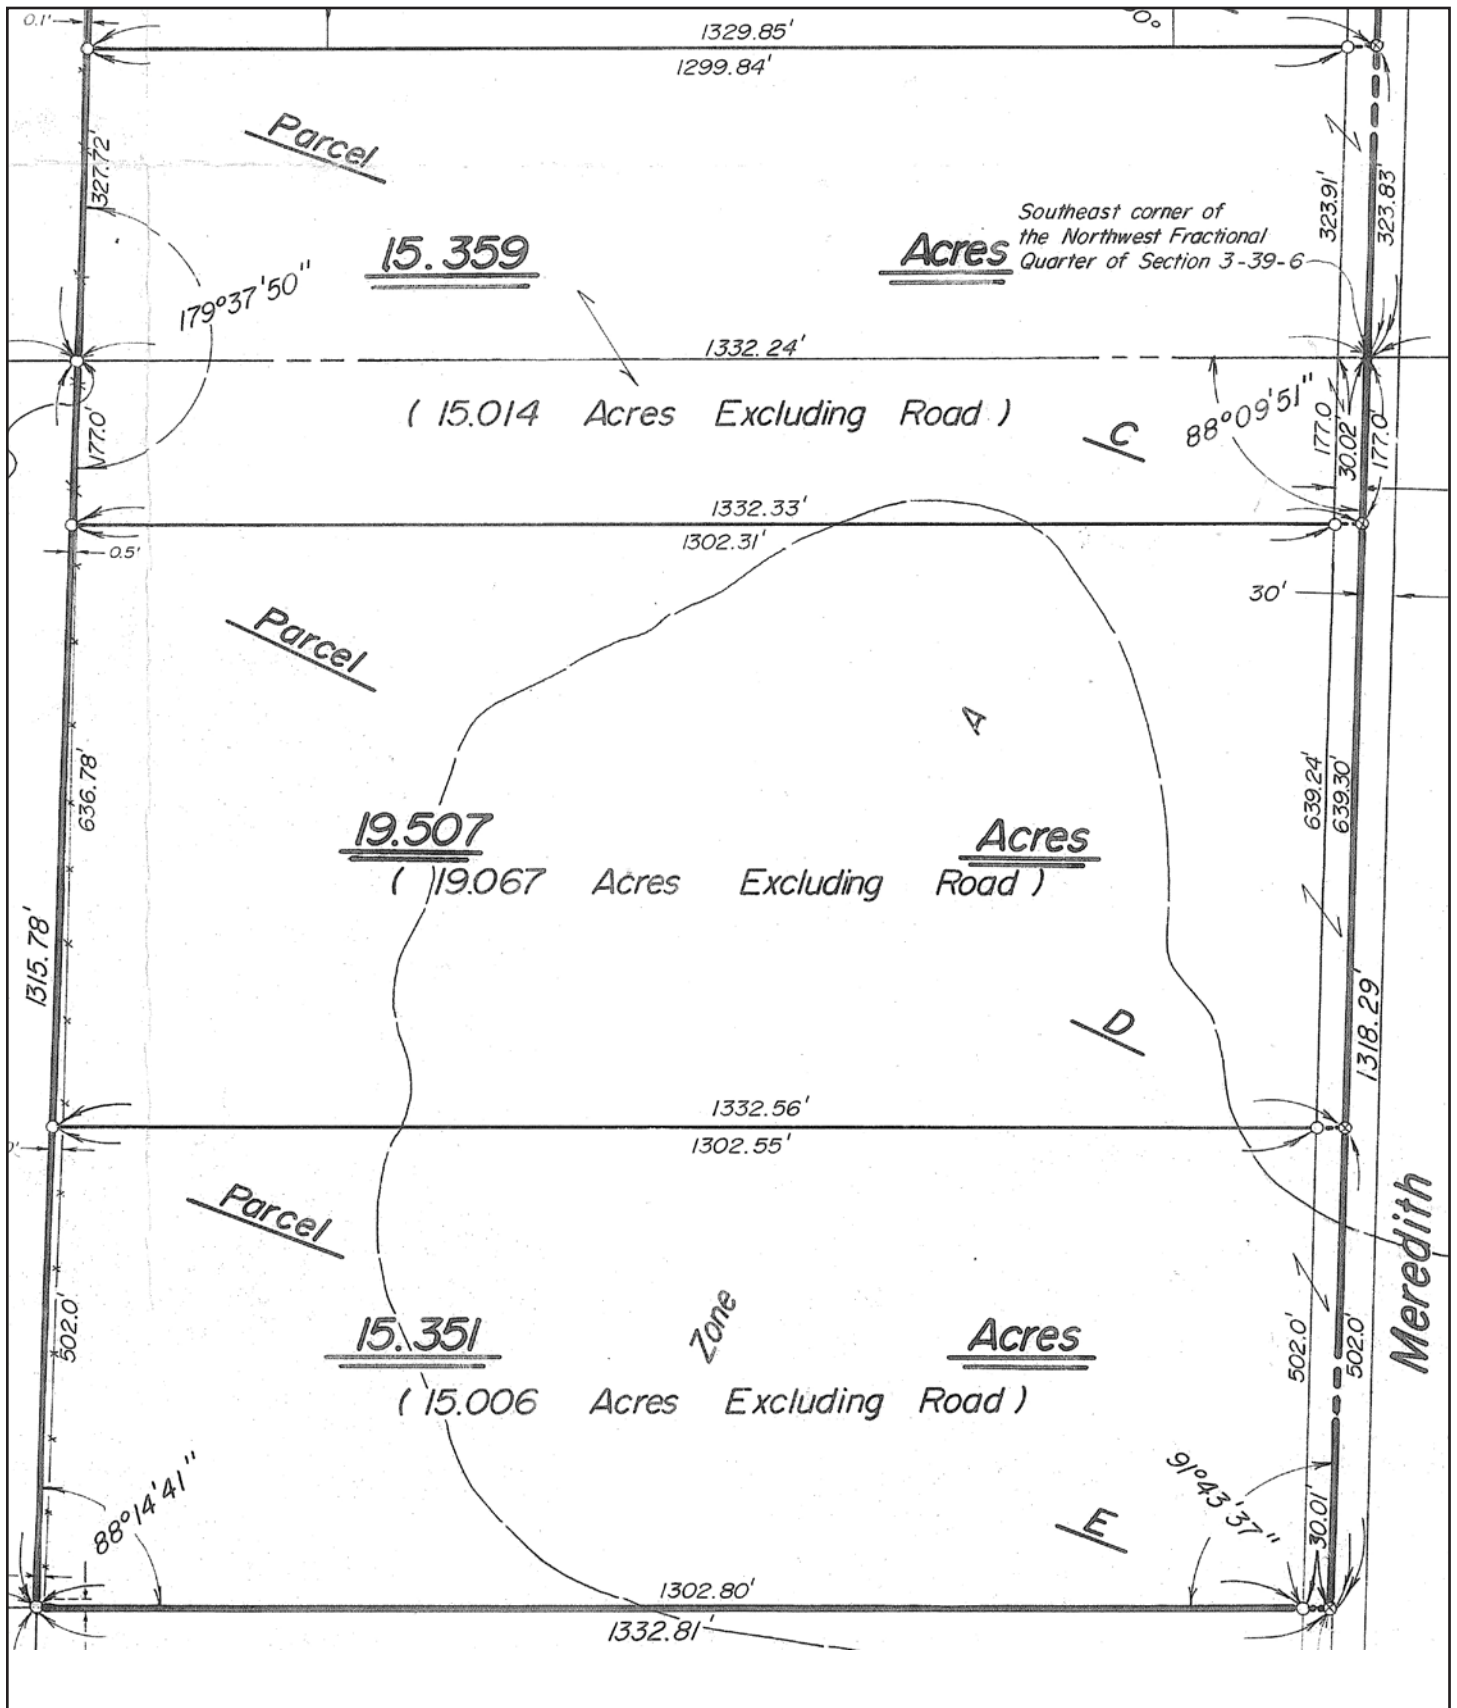 0.1'
0°
1329.85'
1299.84'
Parcel
327.72'
323.91'
323.83'
Southeast corner of
the Northwest Fractional
Quarter of Section 3-39-6
15.359 Acres
179°37'50"
1332.24'
( 15.014 Acres Excluding Road )
C
88°09'51"
177.0'
177.0'
30.02'
177.0'
1332.33'
1302.31'
0.5'
30'
Parcel
A
636.78'
639.24'
639.30'
19.507 Acres
( 19.067 Acres Excluding Road )
1315.78'
1318.29'
D
1332.56'
1302.55'
Parcel
Meredith
502.0'
Zone
502.0'
502.0'
15.351 Acres
( 15.006 Acres Excluding Road )
88°14'41"
91°43'37"
E
30.01'
1302.80'
1332.81'